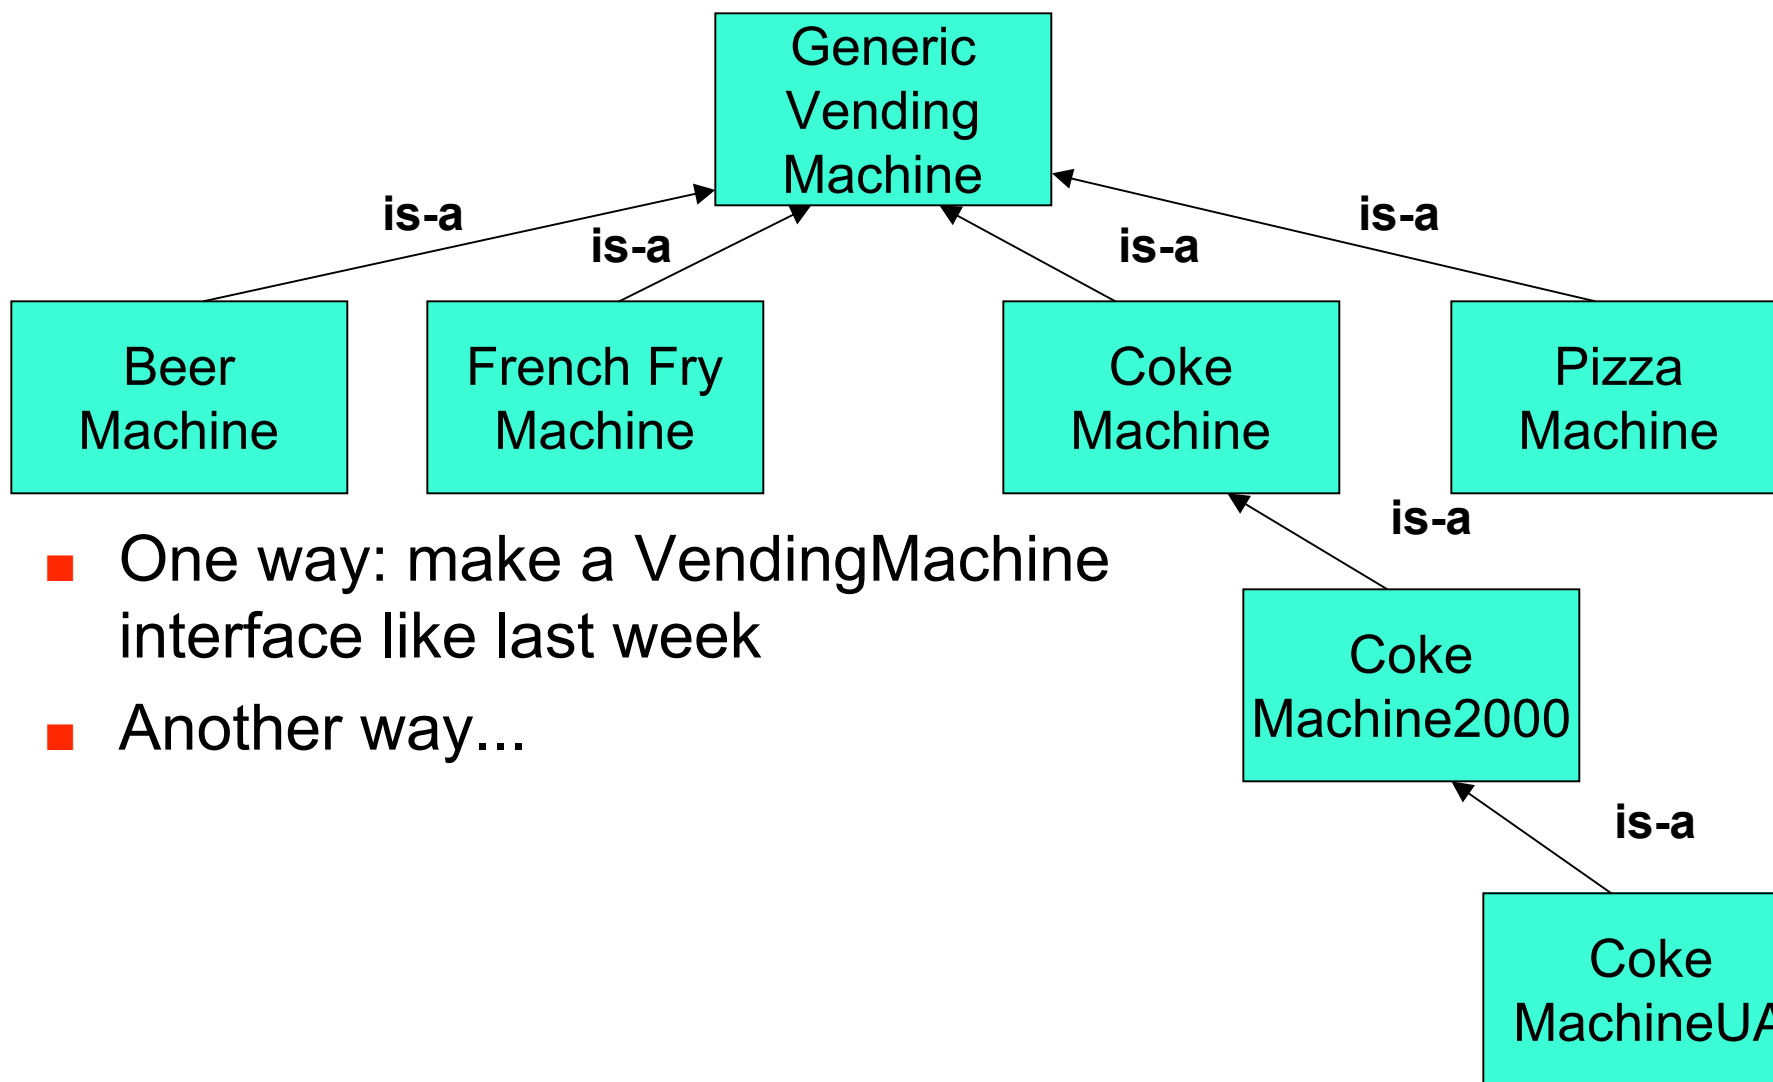 Generic
Vending
Machine
is-a
is-a
is-a
is-a
Beer
Machine
French Fry
Machine
Coke
Machine
Pizza
Machine
is-a
One way: make a VendingMachine
interface like last week
Another way...
Coke
Machine2000
is-a
Coke
MachineUA